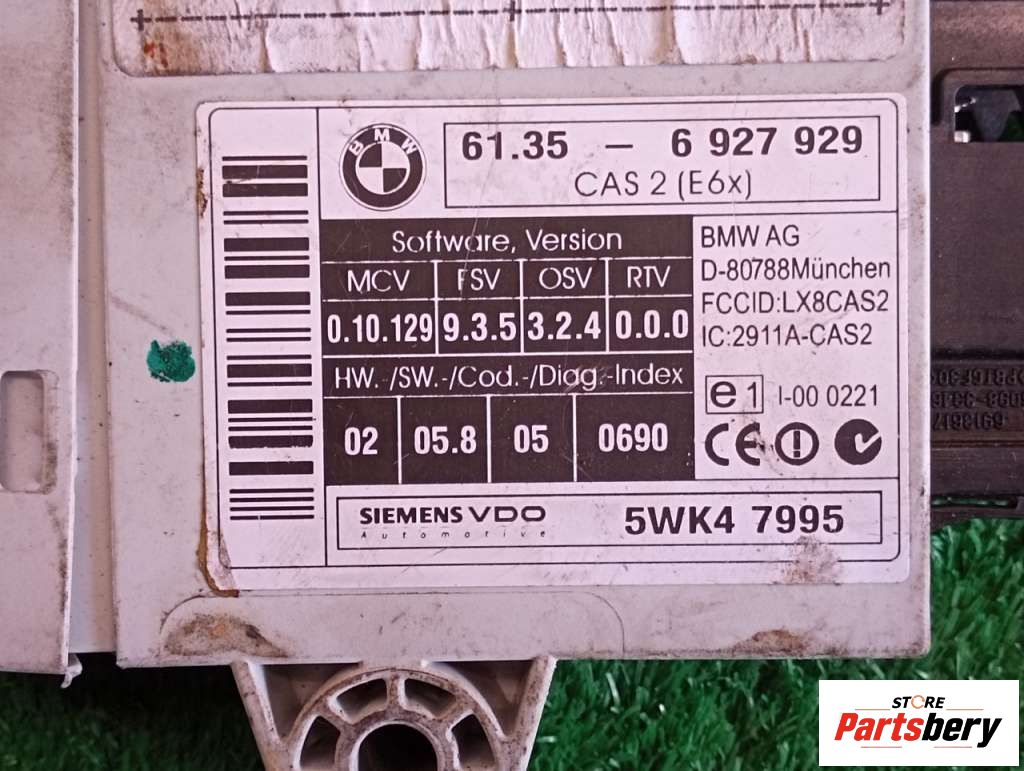 BMW
61.35 – 6 927 929
CAS 2 (E6x)
Software, Version
MCV FSV OSV RTV
0.10.129 9.3.5 3.2.4 0.0.0
HW.-/SW.-/Cod.-/Diag.-Index
02 05.8 05 0690
BMW AG
D-80788München
FCCID:LX8CAS2
IC:2911A-CAS2
e1 I-00 0221
CE
SIEMENS VDO
Automotive
5WK4 7995
STORE
Partsbery